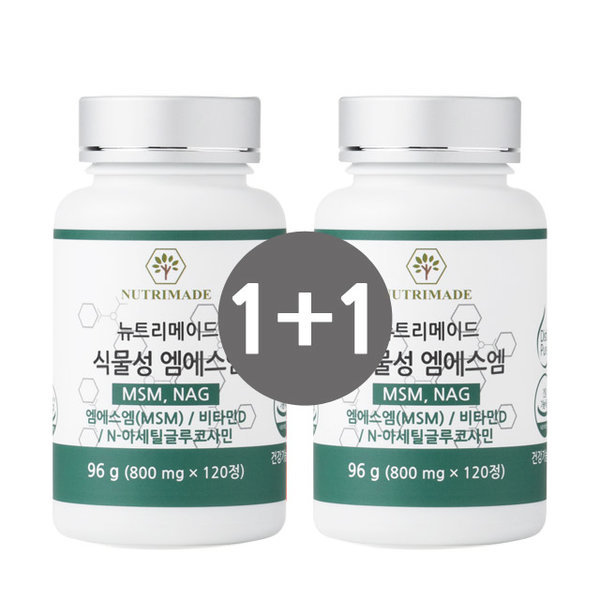 NUTRIMADE
뉴트리메이드
식물성 엠에스엠
MSM, NAG
엠에스엠(MSM) / 비타민D
/ N-아세틸글루코사민
96 g (800 mg × 120정)
1+1
NUTRIMADE
뉴트리메이드
식물성 엠에스엠
MSM, NAG
엠에스엠(MSM) / 비타민D
/ N-아세틸글루코사민
96 g (800 mg × 120정)